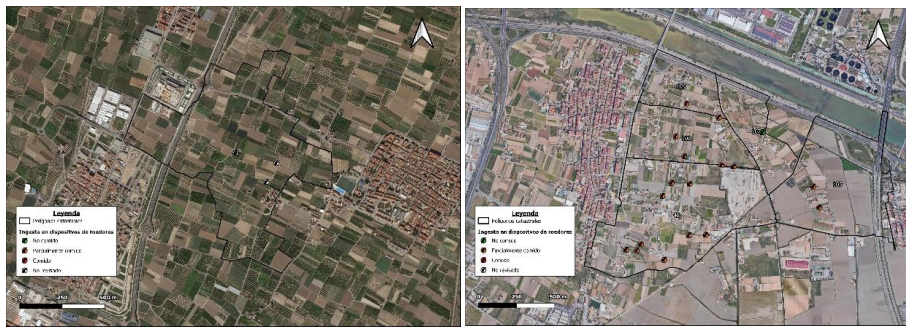 Leyenda
Polígonos catastrales
Ingesta en dispositivos de roedores
No comido
Parcialmente comido
Comido
No revisado
0 250 500 m
Leyenda
Polígonos catastrales
Ingesta en dispositivos de roedores
No comido
Parcialmente comido
Comido
No revisado
0 250 500 m